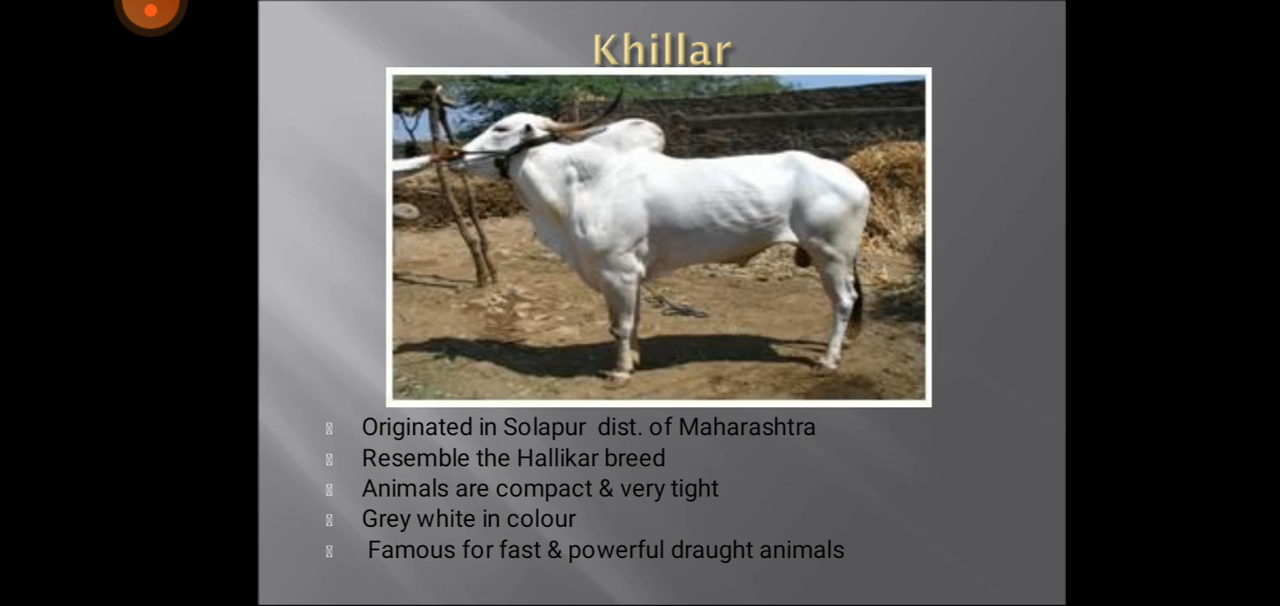 Khillar
Originated in Solapur dist. of Maharashtra
Resemble the Hallikar breed
Animals are compact & very tight
Grey white in colour
Famous for fast & powerful draught animals